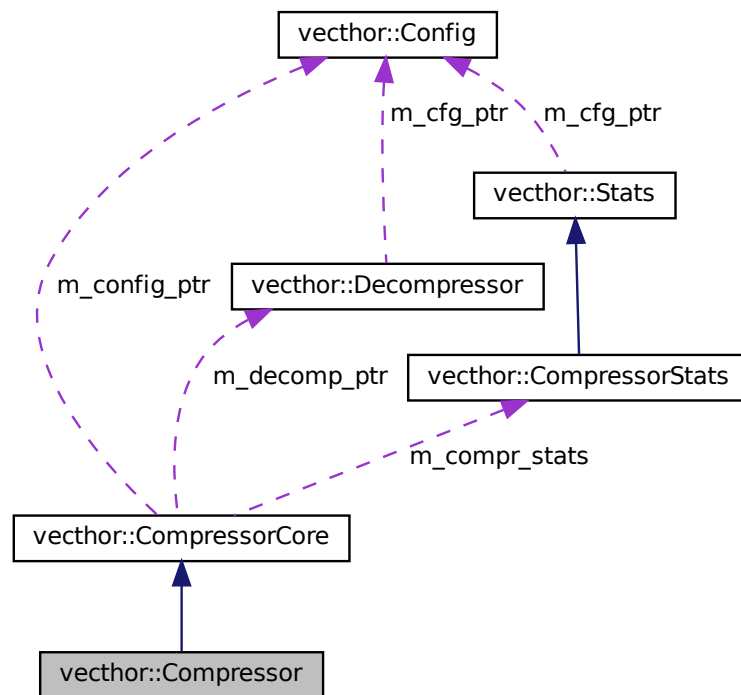 vecthor::Config
m_cfg_ptr
m_cfg_ptr
vecthor::Stats
m_config_ptr
vecthor::Decompressor
m_decomp_ptr
vecthor::CompressorStats
m_compr_stats
vecthor::CompressorCore
vecthor::Compressor